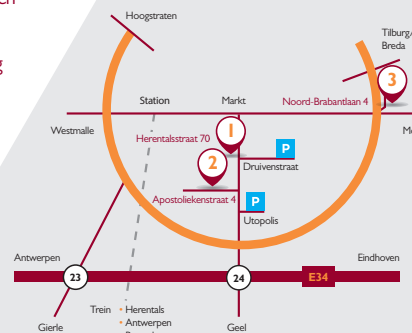 Hoogstraten
Tilburg/
Breda
3
Station
Markt
Noord-Brabantlaan 4
Westmalle
1
Herentalsstraat 70
P
2
Druivenstraat
Apostoliekenstraat 4
P
Utopolis
Antwerpen
Eindhoven
23
24
E34
Trein • Herentals
• Antwerpen
Gierle
Geel